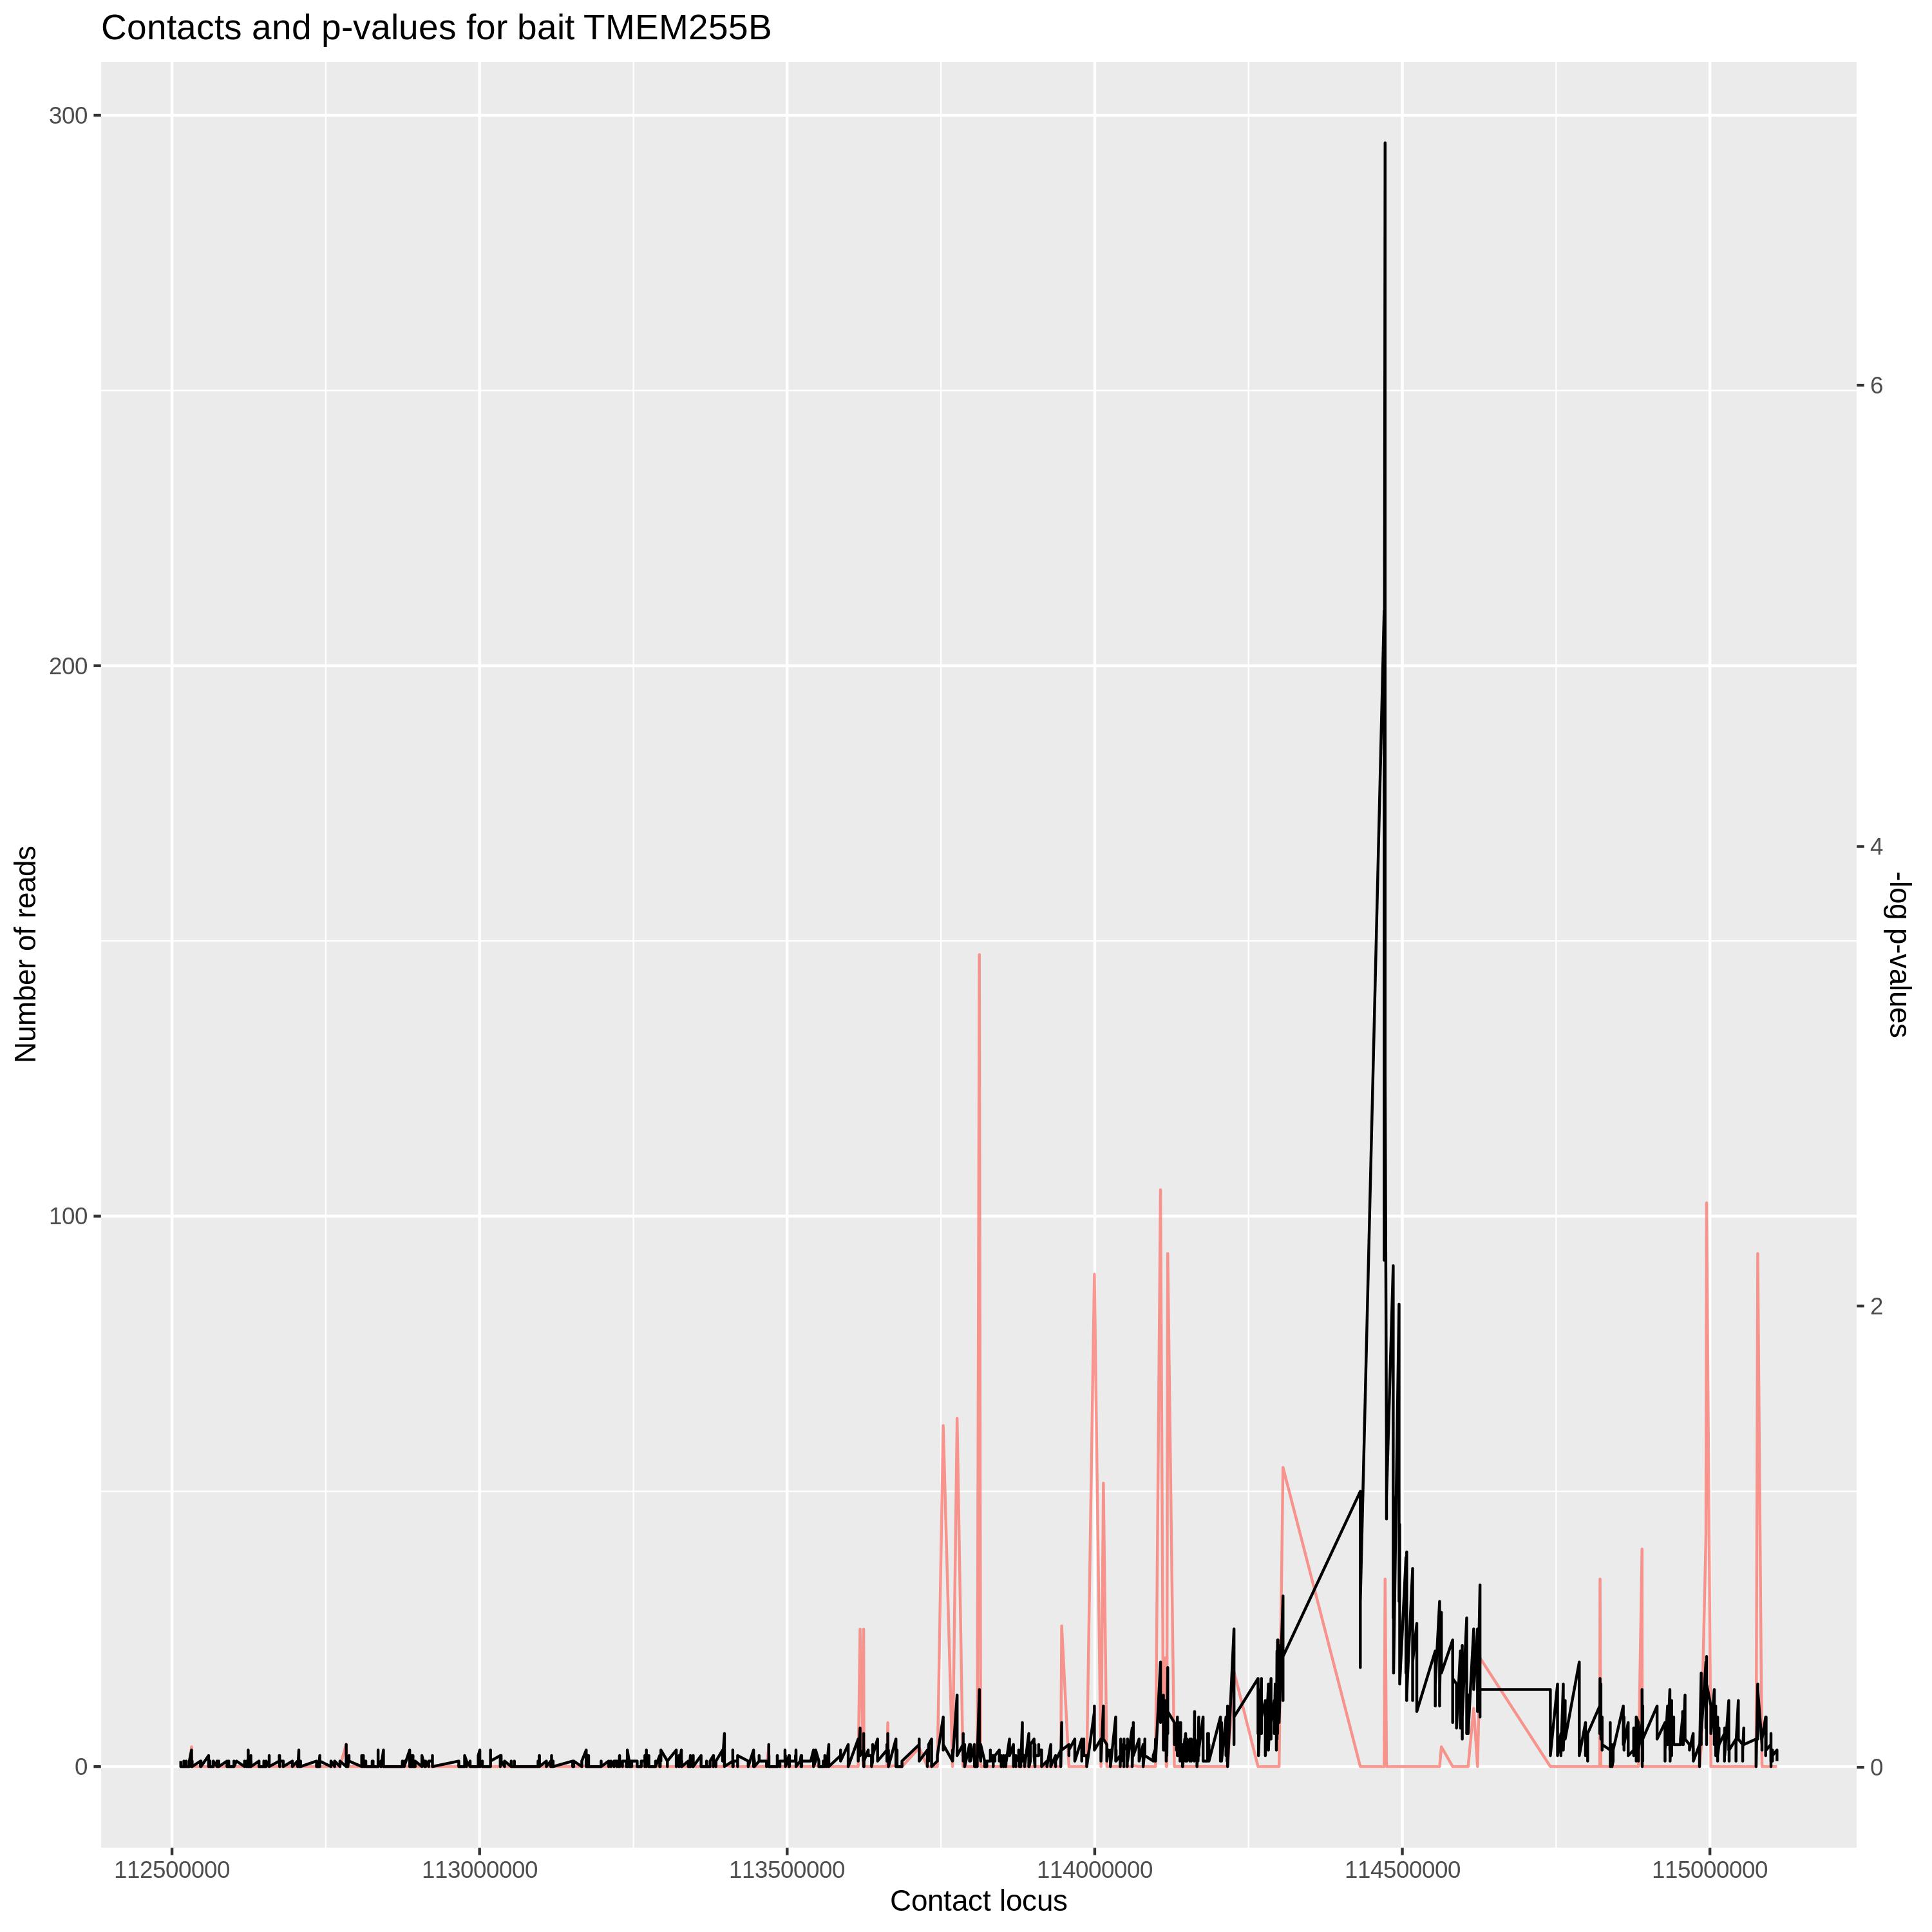 Contacts and p-values for bait TMEM255B
300
200
100
0
Number of reads
6
4
2
0
-log p-values
112500000 113000000 113500000 114000000 114500000 115000000
Contact locus